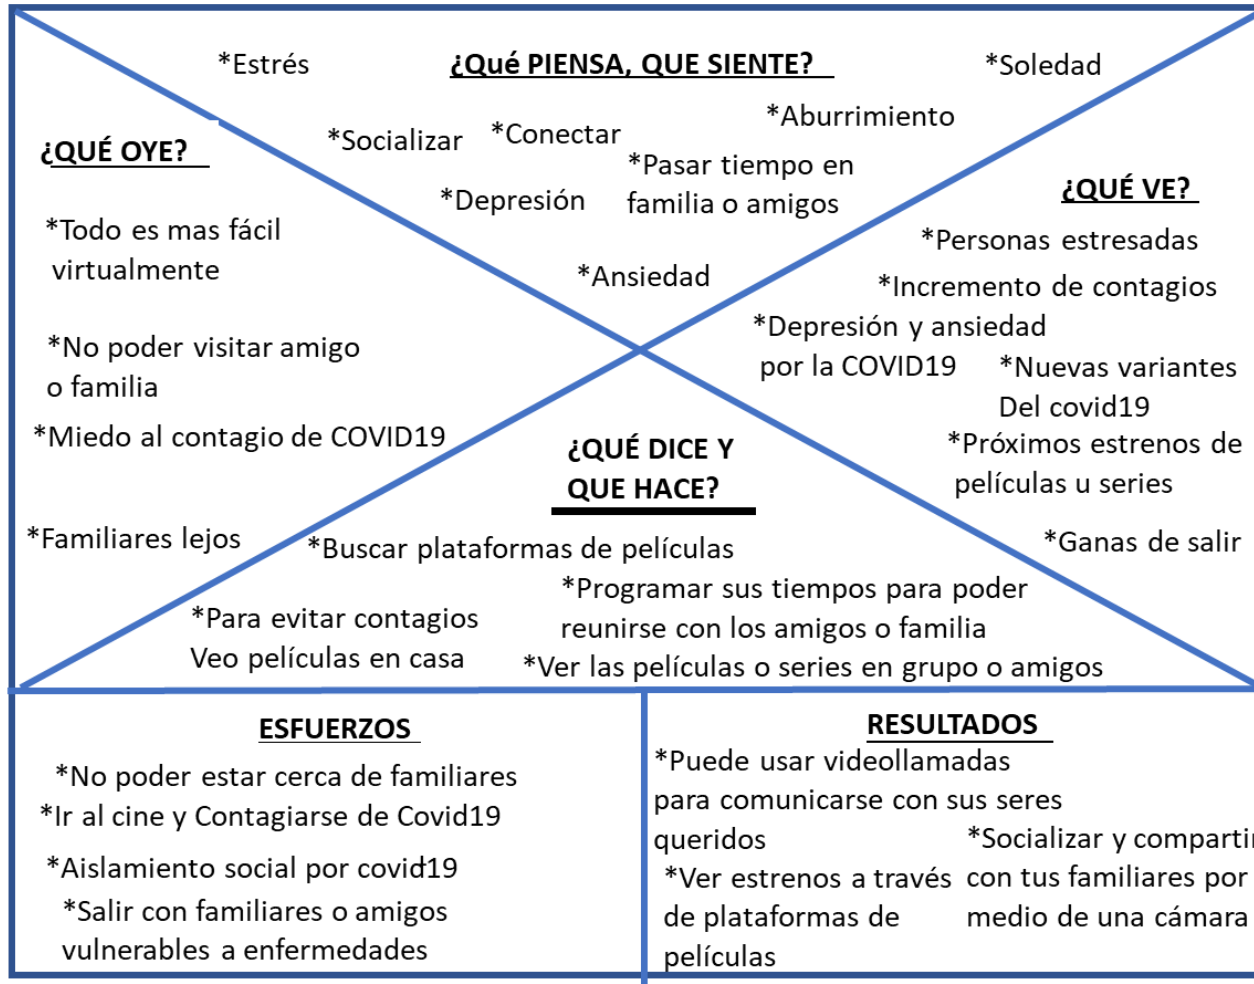 ¿Qué PIENSA, QUE SIENTE?
*Estrés
*Soledad
*Aburrimiento
*Socializar
*Conectar
*Pasar tiempo en
familia o amigos
*Depresión
*Ansiedad
¿QUÉ OYE?
*Todo es mas fácil
virtualmente
*No poder visitar amigo
o familia
*Miedo al contagio de COVID19
*Familiares lejos
¿QUÉ VE?
*Personas estresadas
*Incremento de contagios
*Depresión y ansiedad
por la COVID19
*Nuevas variantes
Del covid19
*Próximos estrenos de
películas u series
*Ganas de salir
¿QUÉ DICE Y
QUE HACE?
*Buscar plataformas de películas
*Programar sus tiempos para poder
reunirse con los amigos o familia
*Para evitar contagios
Veo películas en casa
*Ver las películas o series en grupo o amigos
ESFUERZOS
*No poder estar cerca de familiares
*Ir al cine y Contagiarse de Covid19
*Aislamiento social por covid19
*Salir con familiares o amigos
vulnerables a enfermedades
RESULTADOS
*Puede usar videollamadas
para comunicarse con sus seres
queridos
*Ver estrenos a través
de plataformas de
películas
*Socializar y compartir
con tus familiares por
medio de una cámara